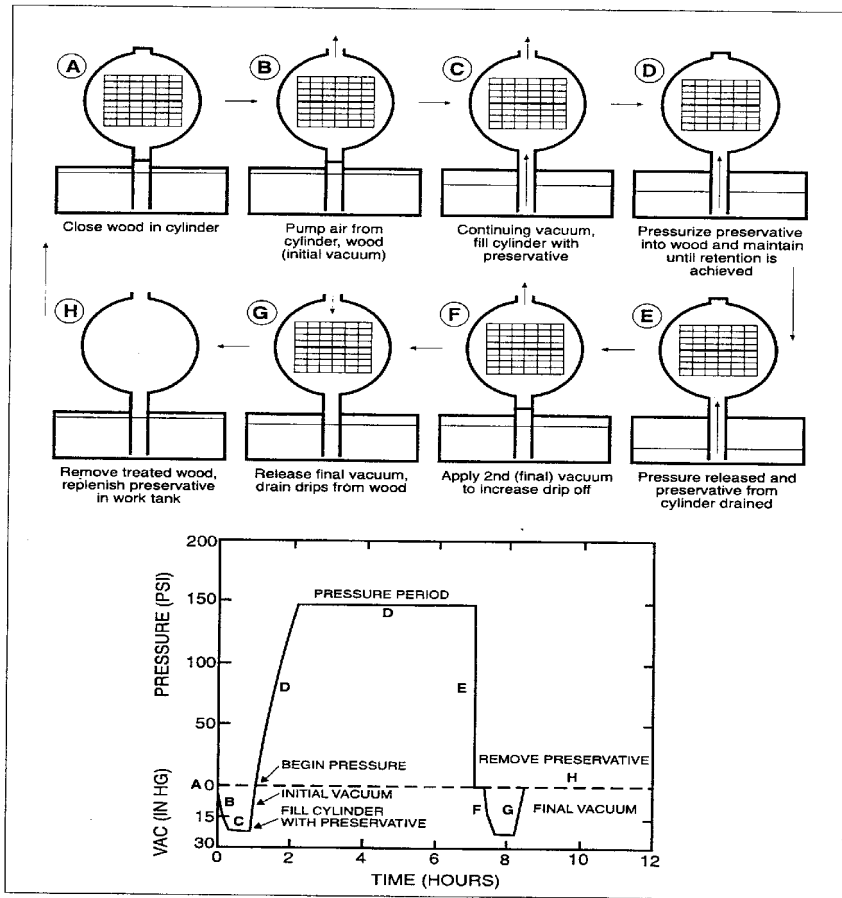 A
B
C
D
Close wood in cylinder
Pump air from
cylinder, wood
(initial vacuum)
Continuing vacuum,
fill cylinder with
preservative
Pressurize preservative
into wood and maintain
until retention is
achieved
H
G
F
E
Remove treated wood,
replenish preservative
in work tank
Release final vacuum,
drain drips from wood
Apply 2nd (final) vacuum
to increase drip off
Pressure released and
preservative from
cylinder drained
200
150
100
50
A 0
15
30
PRESSURE (PSI)
VAC (IN HG)
PRESSURE PERIOD
D
D
E
BEGIN PRESSURE
INITIAL VACUUM
FILL CYLINDER
WITH PRESERVATIVE
B
C
REMOVE PRESERVATIVE
H
F
G
FINAL VACUUM
0 2 4 6 8 10 12
TIME (HOURS)